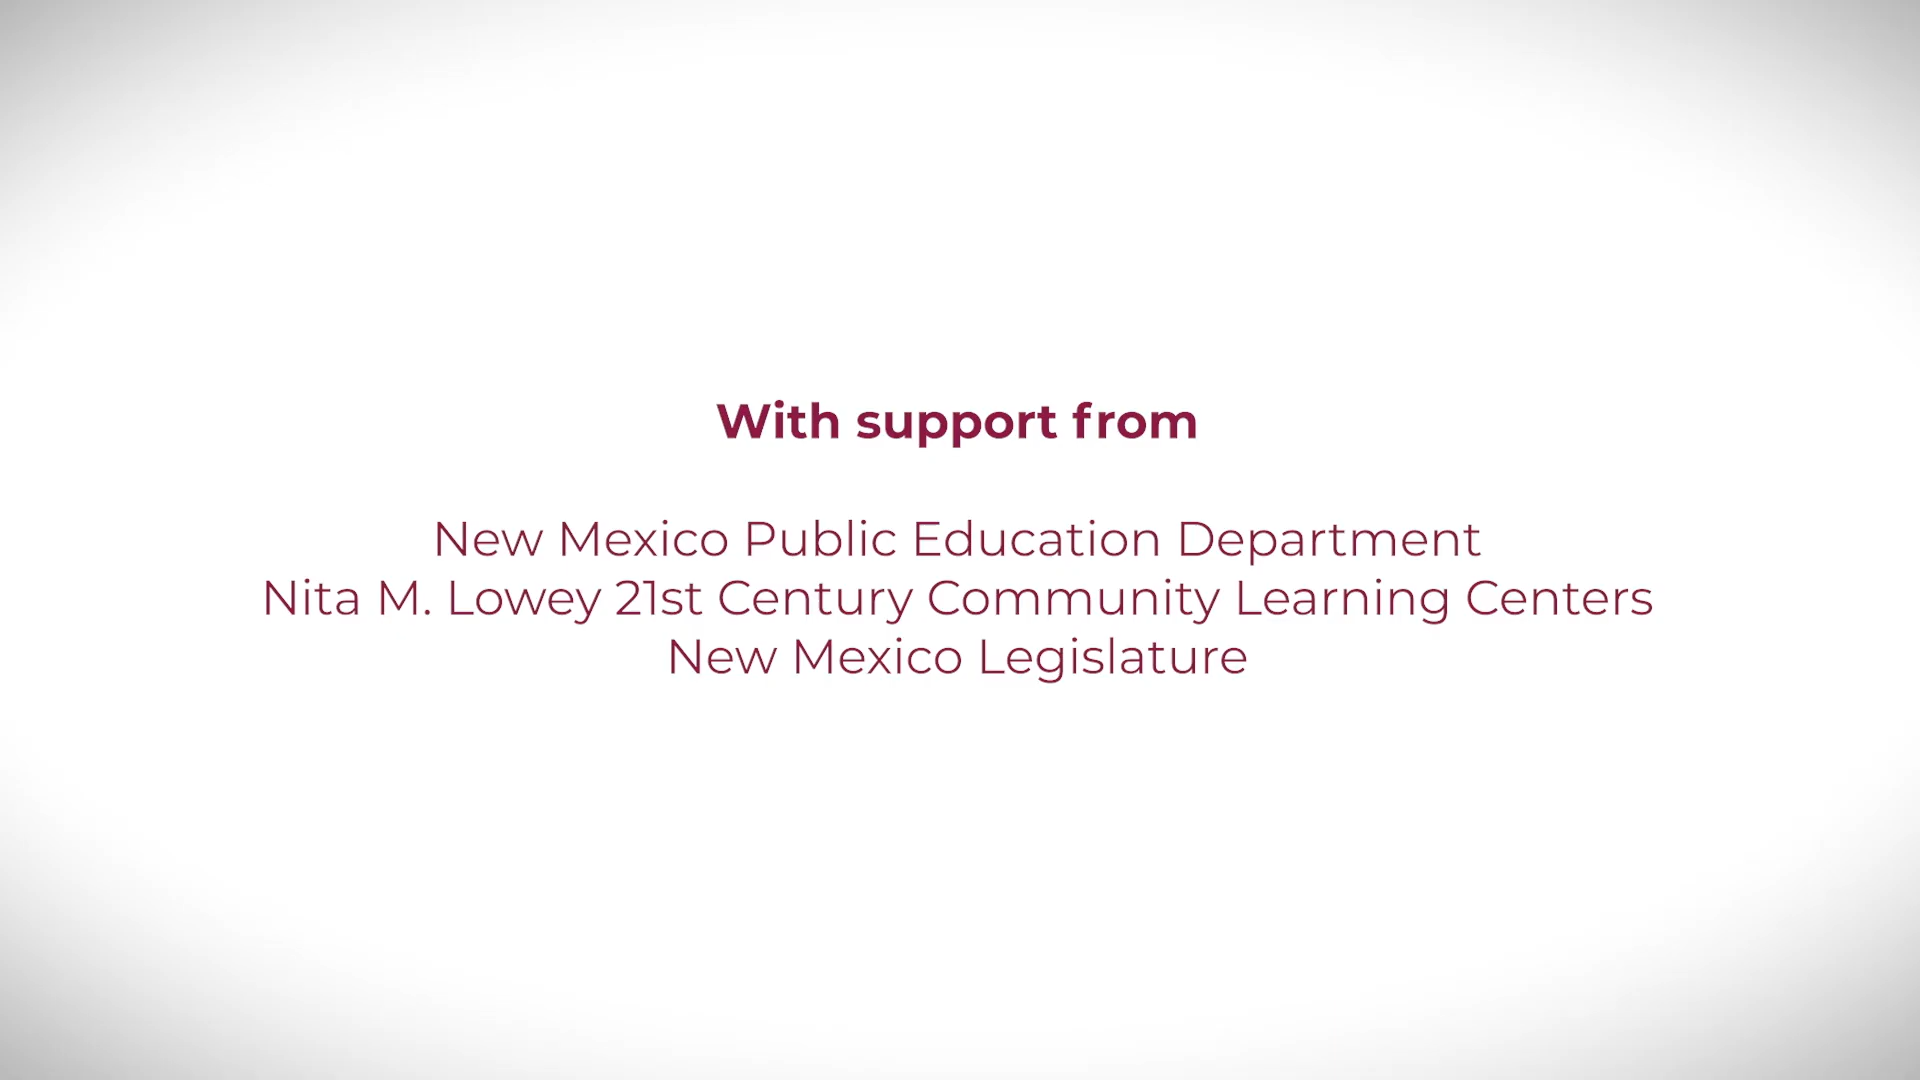 With support from
New Mexico Public Education Department
Nita M. Lowey 21st Century Community Learning Centers
New Mexico Legislature